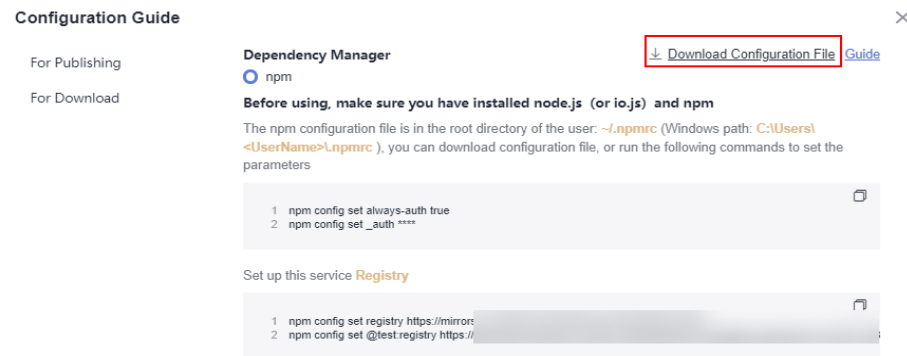 Configuration Guide
For Publishing
For Download
Dependency Manager
Download Configuration File Guide
npm
Before using, make sure you have installed node.js (or io.js) and npm
The npm configuration file is in the root directory of the user: ~/.npmrc (Windows path: C:\Users\
<UserName>\.npmrc ), you can download configuration file, or run the following commands to set the
parameters
1 npm config set always-auth true
2 npm config set _auth ****
Set up this service Registry
1 npm config set registry https://mirrors
2 npm config set @test:registry https://